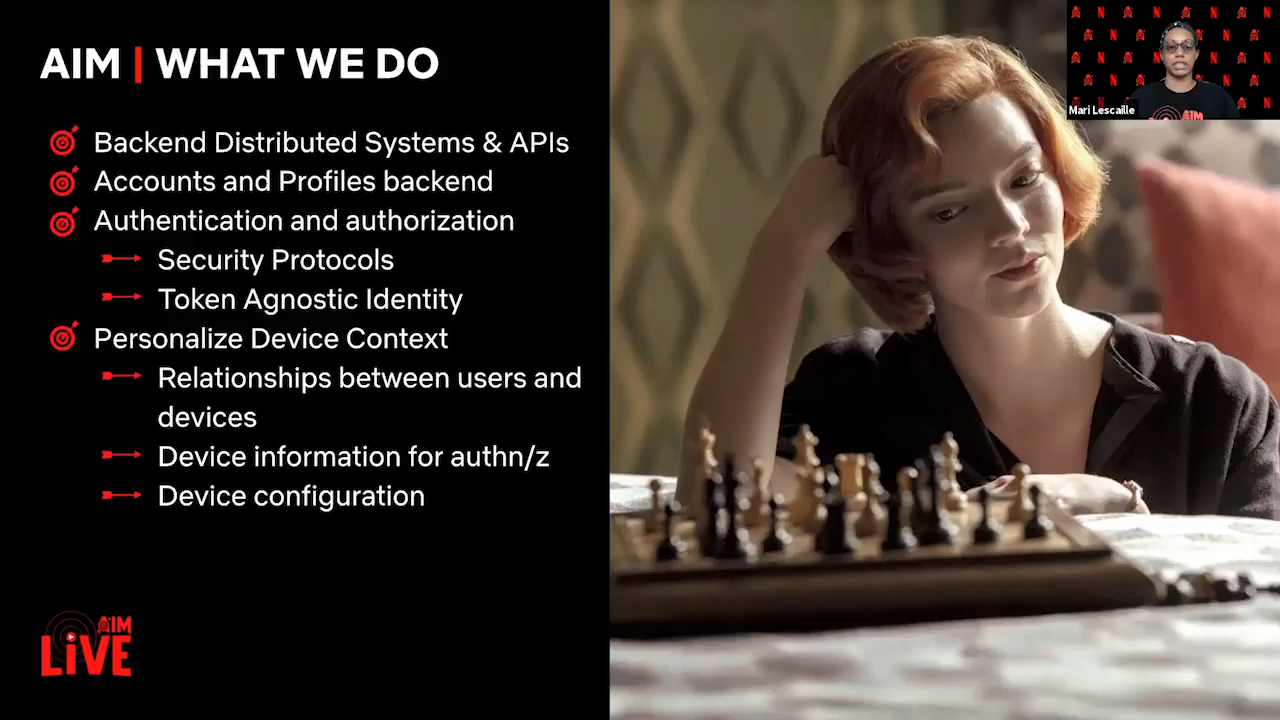 AIM | WHAT WE DO
Backend Distributed Systems & APIs
Accounts and Profiles backend
Authentication and authorization
Security Protocols
Token Agnostic Identity
Personalize Device Context
Relationships between users and
devices
Device information for authn/z
Device configuration
AIM
LiVE
Mari Lescaille
AIM